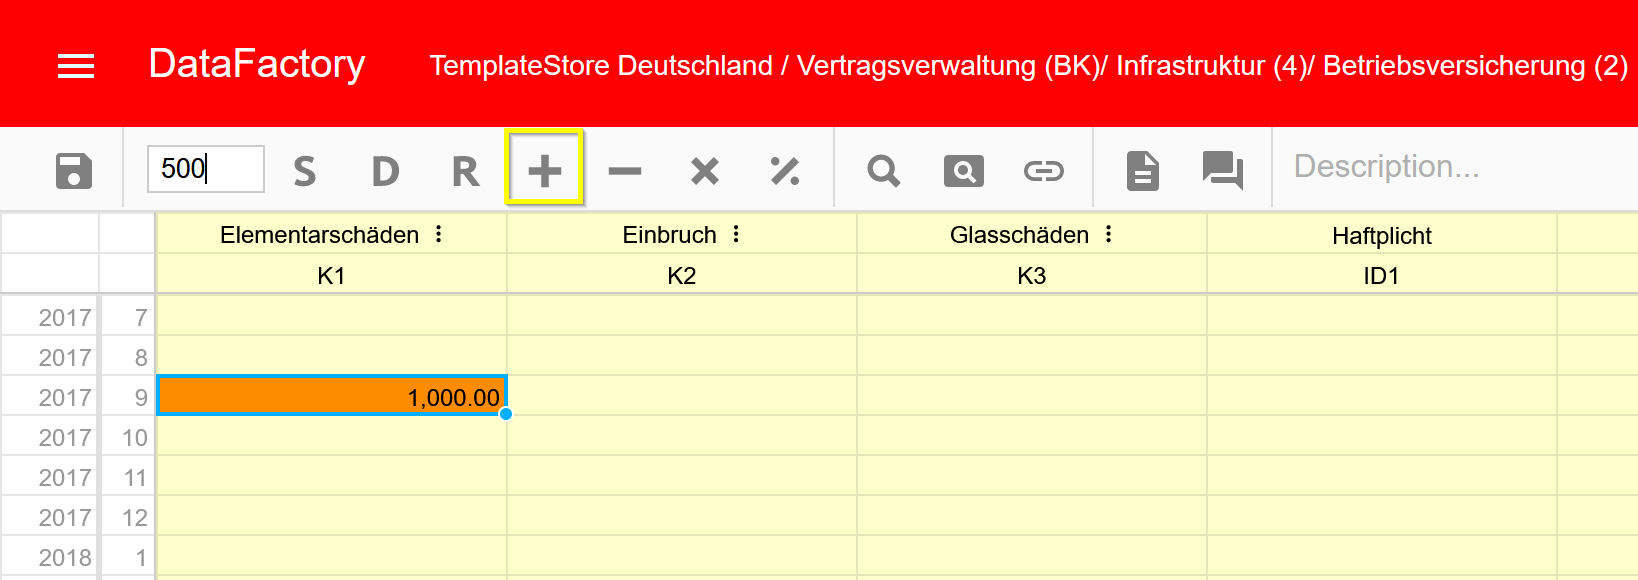 DataFactory TemplateStore Deutschland / Vertragsverwaltung (BK)/ Infrastruktur (4)/ Betriebsversicherung (2)
500 S D R Description...
Elementarschäden Einbruch Glasschäden Haftplicht
K1 K2 K3 ID1
2017 7
2017 8
2017 9 1,000.00
2017 10
2017 11
2017 12
2018 1